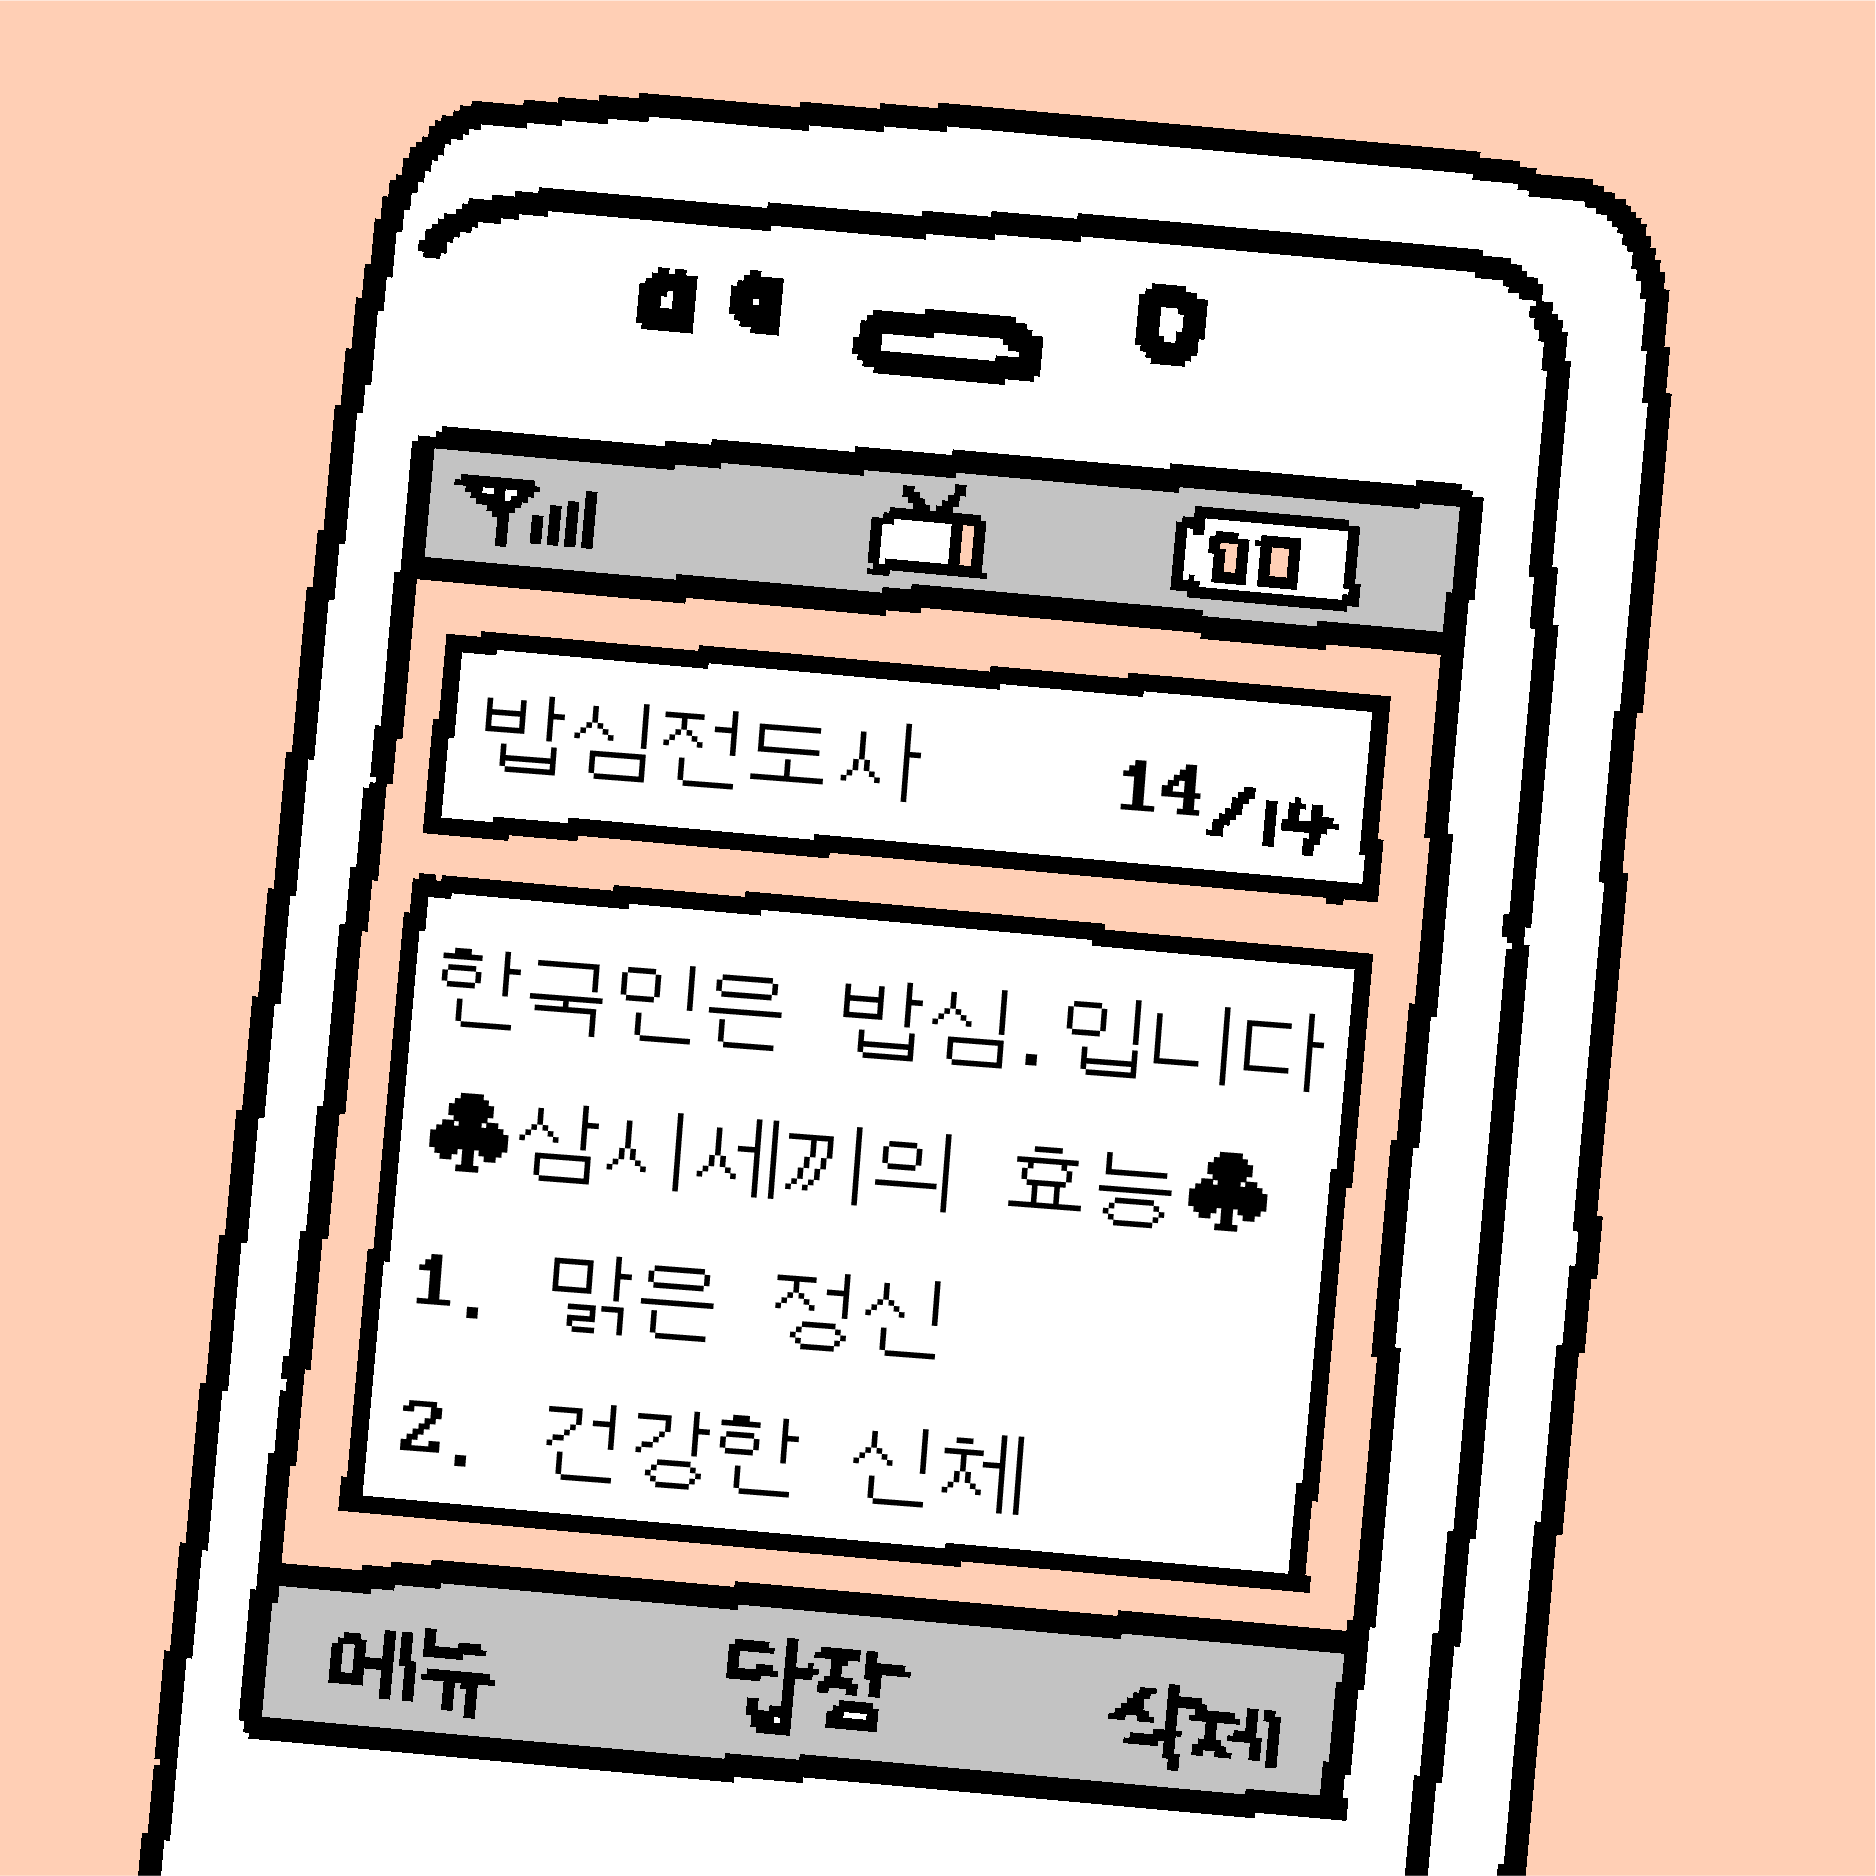 밥심전도사 14/14
한국인은 밥심.입니다
♣삼시세끼의 효능♣
1. 맑은 정신
2. 건강한 신체
메뉴 답장 삭제